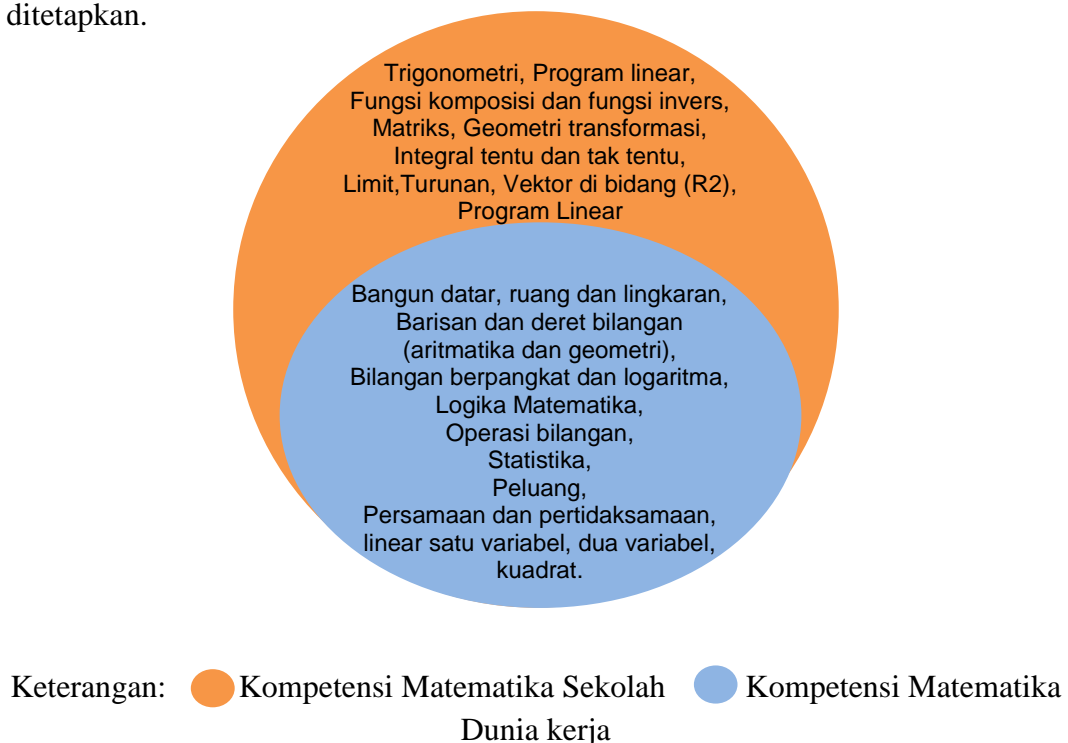 ditetapkan.
Trigonometri, Program linear,
Fungsi komposisi dan fungsi invers,
Matriks, Geometri transformasi,
Integral tentu dan tak tentu,
Limit,Turunan, Vektor di bidang (R2),
Program Linear
Bangun datar, ruang dan lingkaran,
Barisan dan deret bilangan
(aritmatika dan geometri),
Bilangan berpangkat dan logaritma,
Logika Matematika,
Operasi bilangan,
Statistika,
Peluang,
Persamaan dan pertidaksamaan,
linear satu variabel, dua variabel,
kuadrat.
Keterangan: Kompetensi Matematika Sekolah Kompetensi Matematika
Dunia kerja